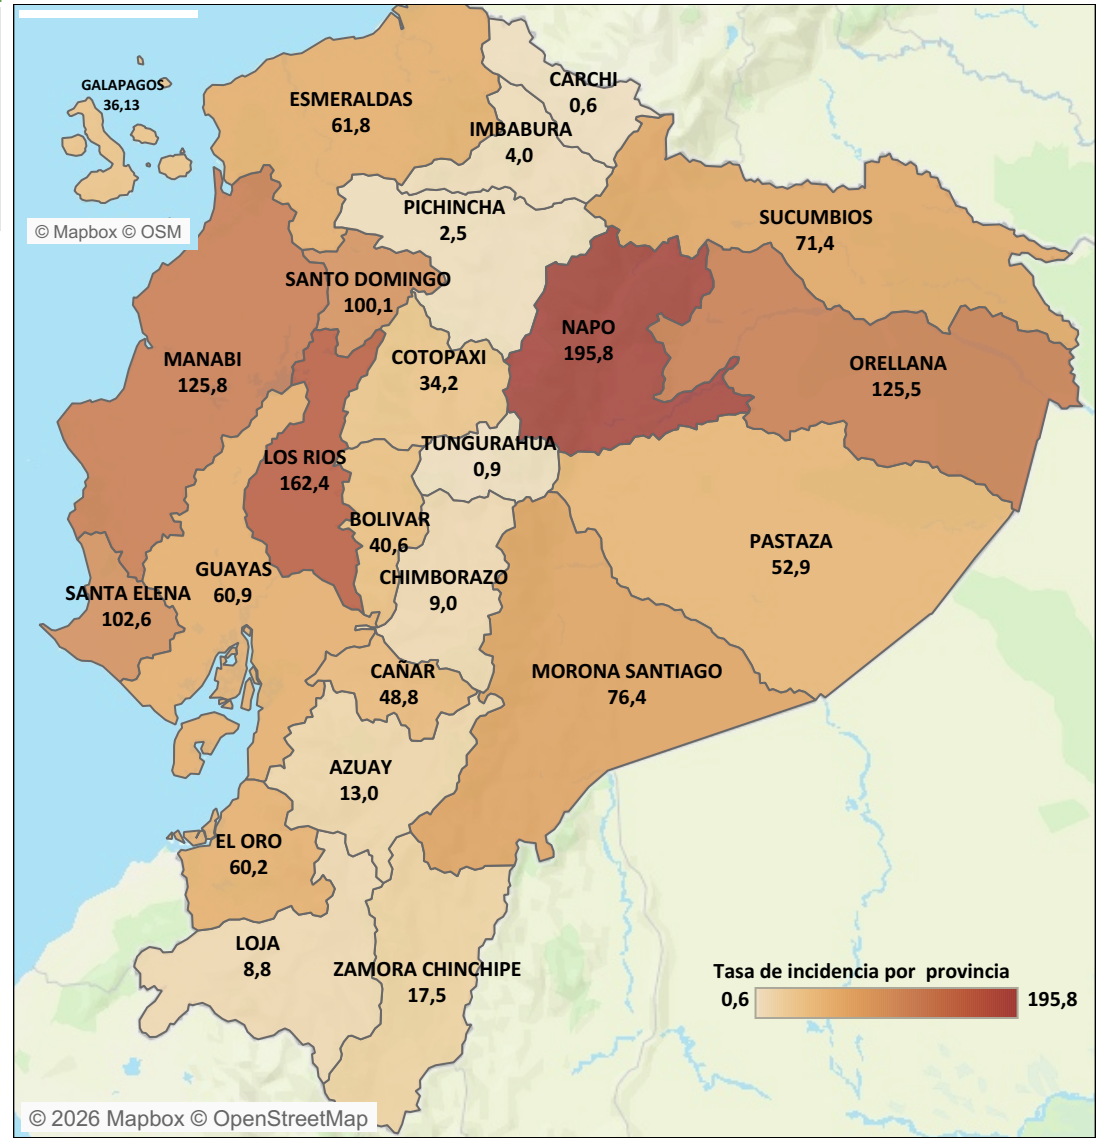 CARCHI
0,6
GALAPAGOS
36,13
ESMERALDAS
61,8
IMBABURA
4,0
PICHINCHA
2,5
SUCUMBIOS
71,4
© Mapbox © OSM
SANTO DOMINGO
100,1
NAPO
195,8
MANABI
125,8
COTOPAXI
34,2
ORELLANA
125,5
TUNGURAHUA
0,9
LOS RIOS
162,4
BOLIVAR
40,6
PASTAZA
52,9
GUAYAS
60,9
CHIMBORAZO
9,0
SANTA ELENA
102,6
CAÑAR
48,8
MORONA SANTIAGO
76,4
AZUAY
13,0
EL ORO
60,2
LOJA
8,8
ZAMORA CHINCHIPE
17,5
Tasa de incidencia por provincia
0,6 195,8
© 2026 Mapbox © OpenStreetMap